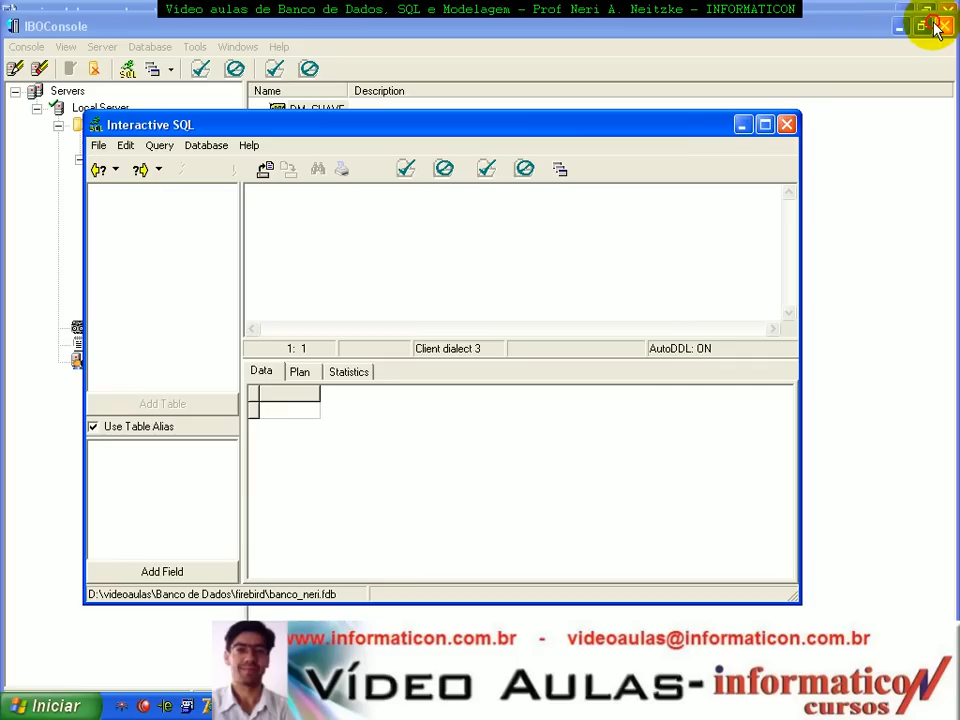 Video aulas de Banco de Dados, SQL e Modelagem - Prof Neri A. Neitzke - INFORMATICON
IBOConsole
Console View Server Database Tools Windows Help
SQL
Servers
Name Description
Local Server
DM_CHAVE
SQL Interactive SQL
File Edit Query Database Help
Add Table
Use Table Alias
Add Field
1: 1 Client dialect 3 AutoDDL: ON
Data Plan Statistics
D:\videoaulas\Banco de Dados\firebird\banco_neri.fdb
www.informaticon.com.br - videoaulas@informaticon.com.br
Vídeo Aulas- informaticon
cursos
Iniciar